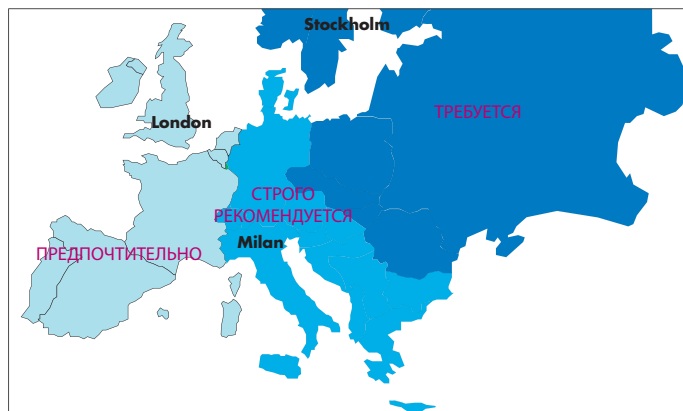 Stockholm
ТРЕБУЕТСЯ
London
СТРОГО
РЕКОМЕНДУЕТСЯ
Milan
ПРЕДПОЧТИТЕЛЬНО